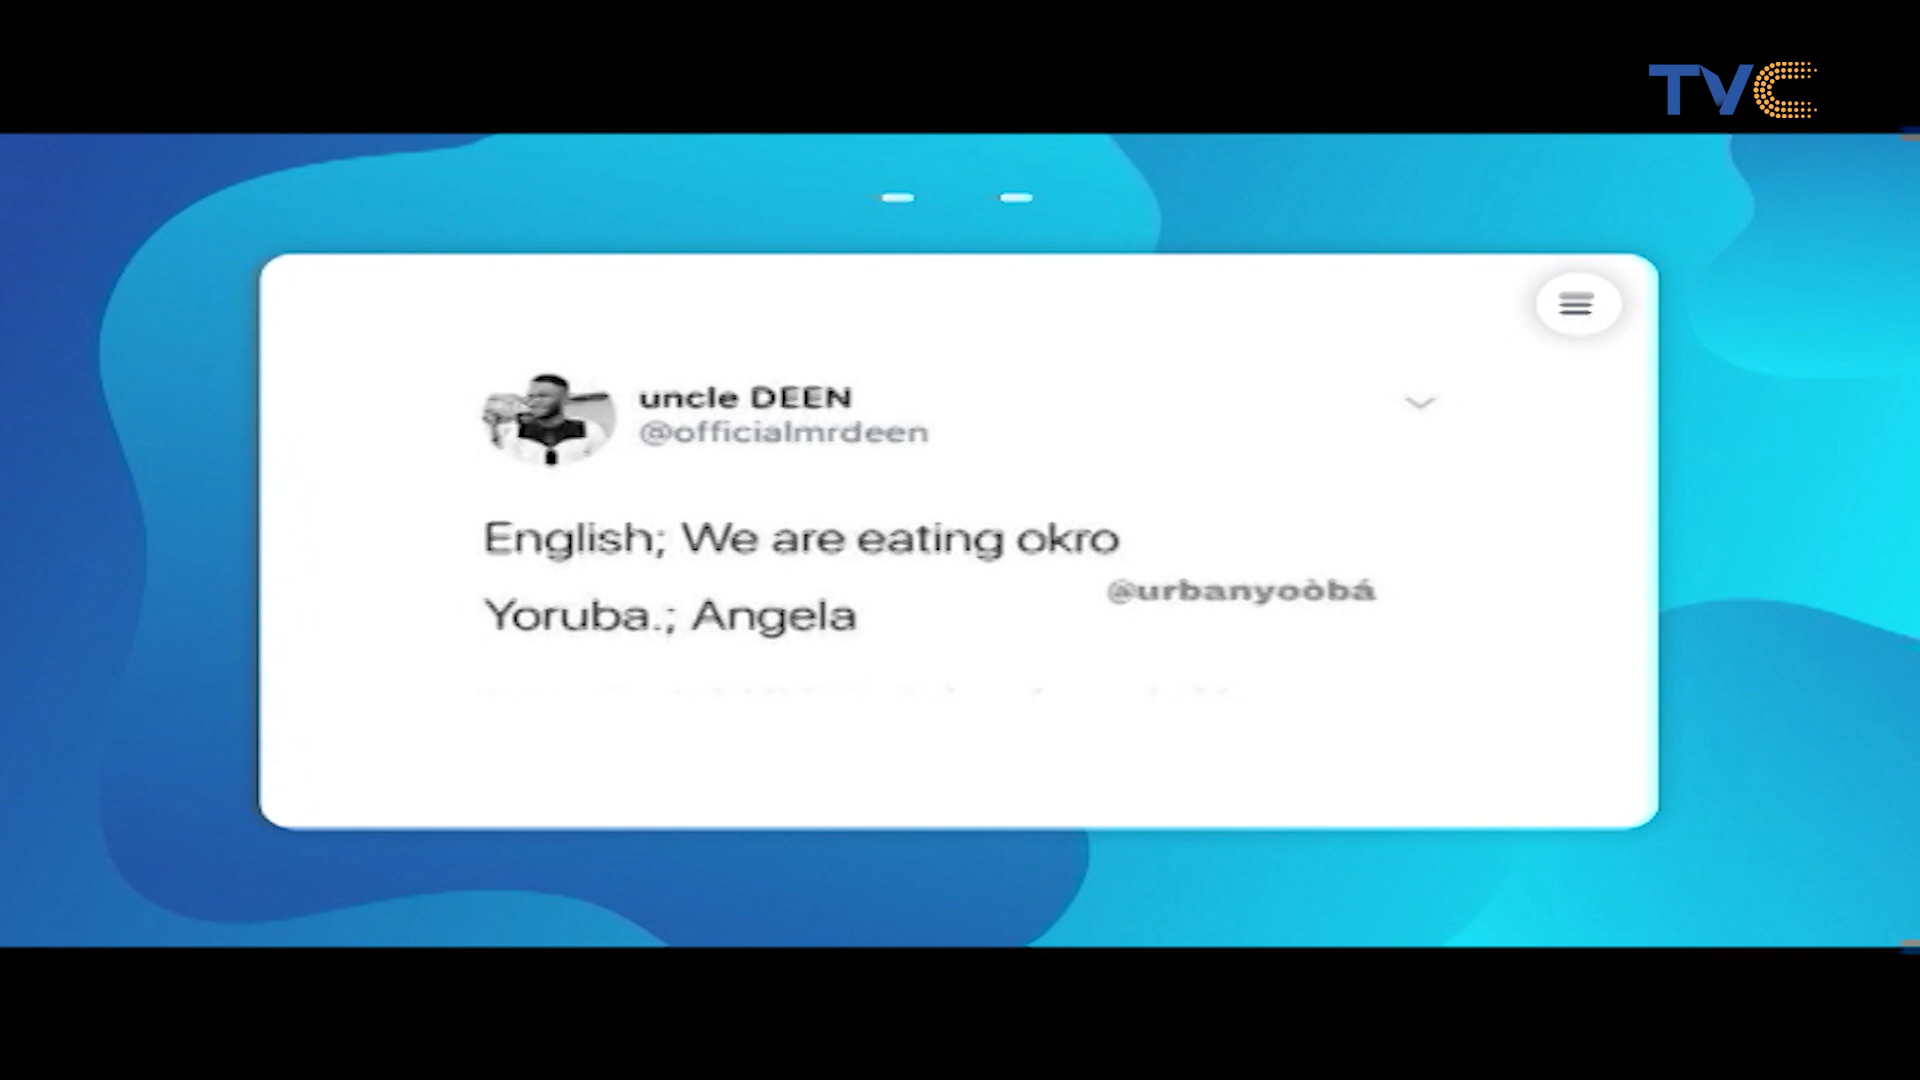 TVC
uncle DEEN
@officialmrdeen
English; We are eating okro
@urbanyoòbá
Yoruba.; Angela